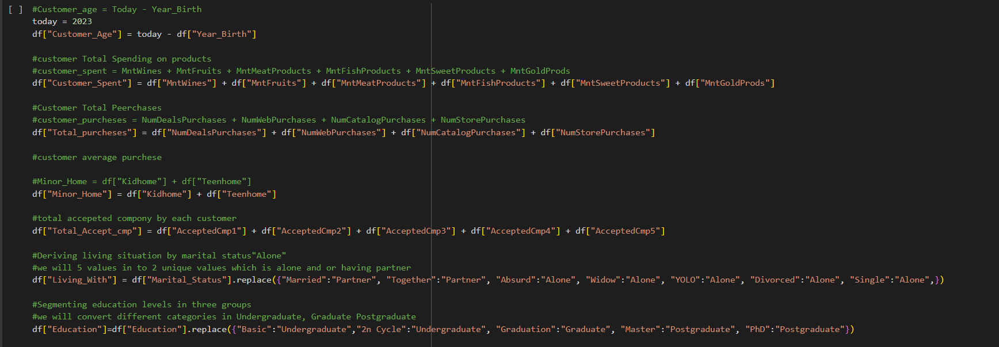 [ ] #Customer_age = Today - Year_Birth
today = 2023
df["Customer_Age"] = today - df["Year_Birth"]
#customer Total Spending on products
#customer_spent = MntWines + MntFruits + MntMeatProducts + MntFishProducts + MntSweetProducts + MntGoldProds
df["Customer_Spent"] = df["MntWines"] + df["MntFruits"] + df["MntMeatProducts"] + df["MntFishProducts"] + df["MntSweetProducts"] + df["MntGoldProds"]
#Customer Total Peerchases
#customer_purcheses = NumDealsPurchases + NumWebPurchases + NumCatalogPurchases + NumStorePurchases
df["Total_purcheses"] = df["NumDealsPurchases"] + df["NumWebPurchases"] + df["NumCatalogPurchases"] + df["NumStorePurchases"]
#customer average purchese
#Minor_Home = df["Kidhome"] + df["Teenhome"]
df["Minor_Home"] = df["Kidhome"] + df["Teenhome"]
#total accepeted compony by each customer
df["Total_Accept_cmp"] = df["AcceptedCmp1"] + df["AcceptedCmp2"] + df["AcceptedCmp3"] + df["AcceptedCmp4"] + df["AcceptedCmp5"]
#Deriving living situation by marital status"Alone"
#we will 5 values in to 2 unique values which is alone and or having partner
df["Living_With"] = df["Marital_Status"].replace({"Married":"Partner", "Together":"Partner", "Absurd":"Alone", "Widow":"Alone", "YOLO":"Alone", "Divorced":"Alone", "Single":"Alone",})
#Segmenting education levels in three groups
#we will convert different categories in Undergraduate, Graduate Postgraduate
df["Education"]=df["Education"].replace({"Basic":"Undergraduate","2n Cycle":"Undergraduate", "Graduation":"Graduate", "Master":"Postgraduate", "PhD":"Postgraduate"})